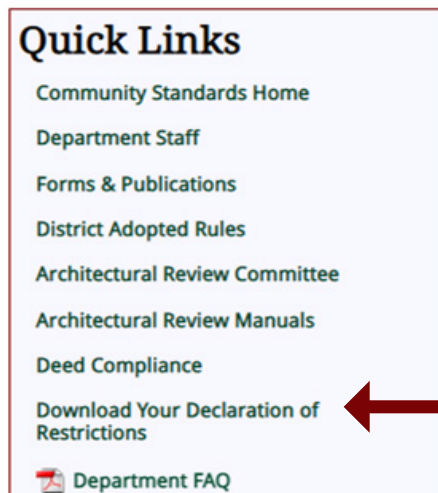 Quick Links
Community Standards Home
Department Staff
Forms & Publications
District Adopted Rules
Architectural Review Committee
Architectural Review Manuals
Deed Compliance
Download Your Declaration of
Restrictions
Department FAQ